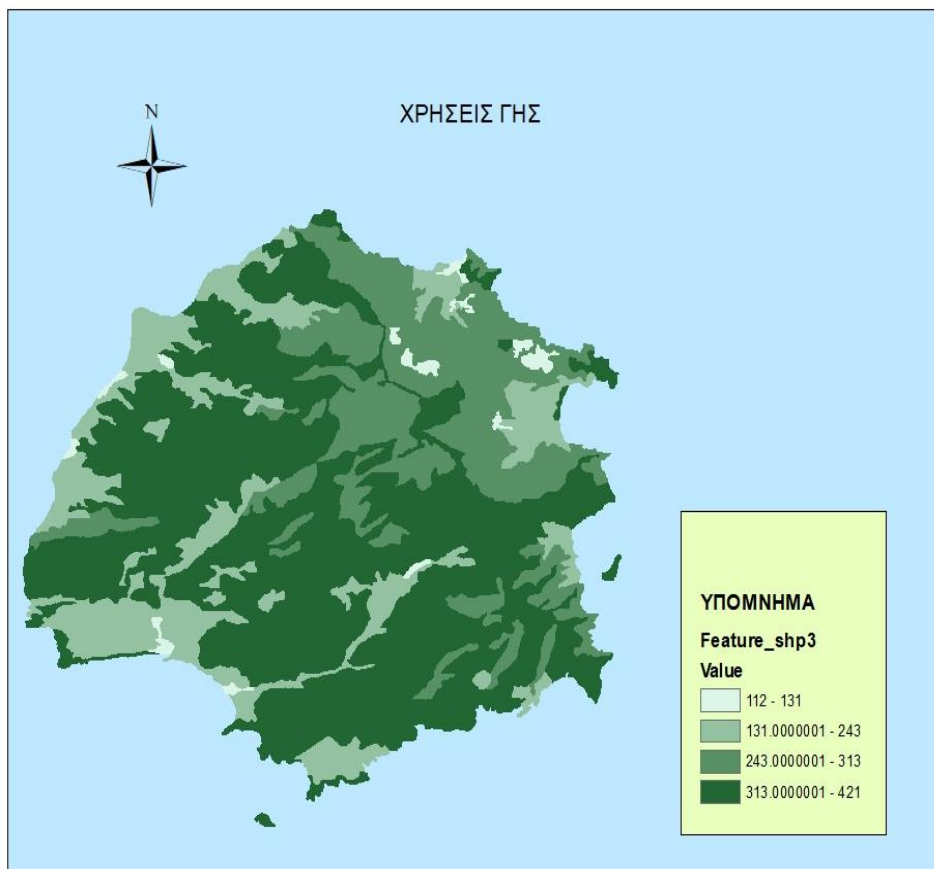 ΧΡΗΣΕΙΣ ΓΗΣ
N
ΥΠΟΜΝΗΜΑ
Feature_shp3
Value
112 - 131
131.0000001 - 243
243.0000001 - 313
313.0000001 - 421